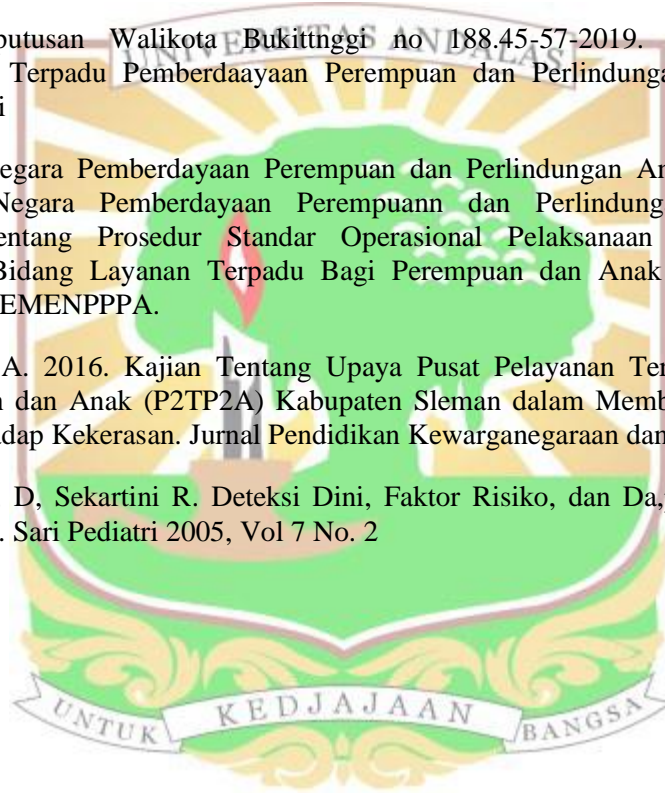 putusan Walikota Bukittnggi no 188.45-57-2019.
UNIVERSITAS ANDALAS
Terpadu Pemberdaayaan Perempuan dan Perlindunga
i
egara Pemberdayaan Perempuan dan Perlindungan An
Negara Pemberdayaan Perempuann dan Perlindung
entang Prosedur Standar Operasional Pelaksanaan
Bidang Layanan Terpadu Bagi Perempuan dan Anak
EMENPPPA.
A. 2016. Kajian Tentang Upaya Pusat Pelayanan Ter
n dan Anak (P2TP2A) Kabupaten Sleman dalam Memb
adap Kekerasan. Jurnal Pendidikan Kewarganegaraan dan
D, Sekartini R. Deteksi Dini, Faktor Risiko, dan Da,
. Sari Pediatri 2005, Vol 7 No. 2
UNTUK KEDJAJAAN BANGSA